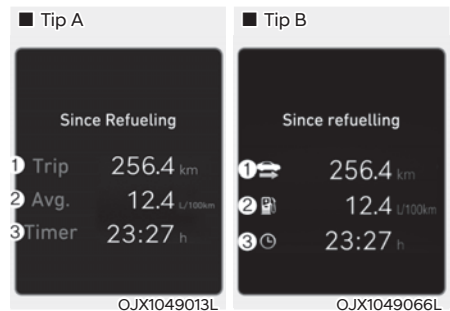 ■ Tip A
Since Refueling
1 Trip 256.4 km
2 Avg. 12.4 L/100km
3 Timer 23:27 h
OJX1049013L
■ Tip B
Since refuelling
1 256.4 km
2 12.4 L/100km
3 23:27 h
OJX1049066L